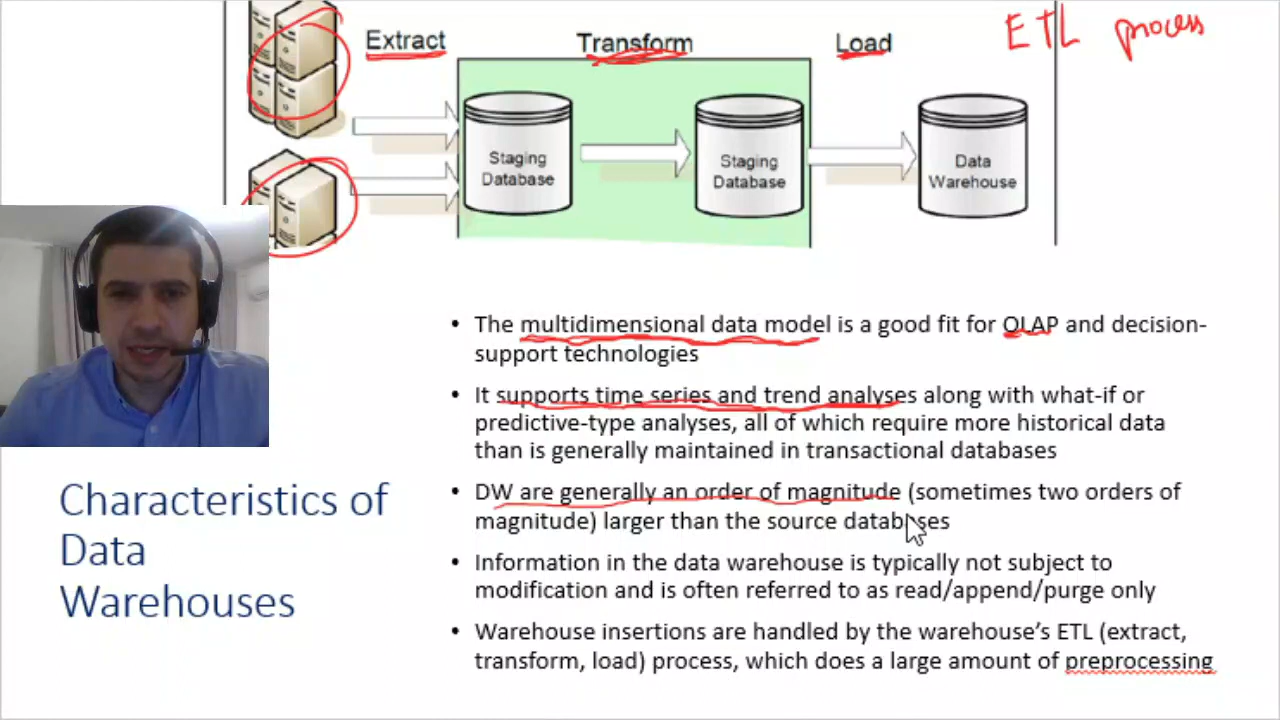 Extract
Transform
Load
ETL process
Staging
Database
Staging
Database
Data
Warehouse
• The multidimensional data model is a good fit for OLAP and decision-
support technologies
• It supports time series and trend analyses along with what-if or
predictive-type analyses, all of which require more historical data
than is generally maintained in transactional databases
• DW are generally an order of magnitude (sometimes two orders of
magnitude) larger than the source databases
• Information in the data warehouse is typically not subject to
modification and is often referred to as read/append/purge only
• Warehouse insertions are handled by the warehouse's ETL (extract,
transform, load) process, which does a large amount of preprocessing
Characteristics of
Data
Warehouses